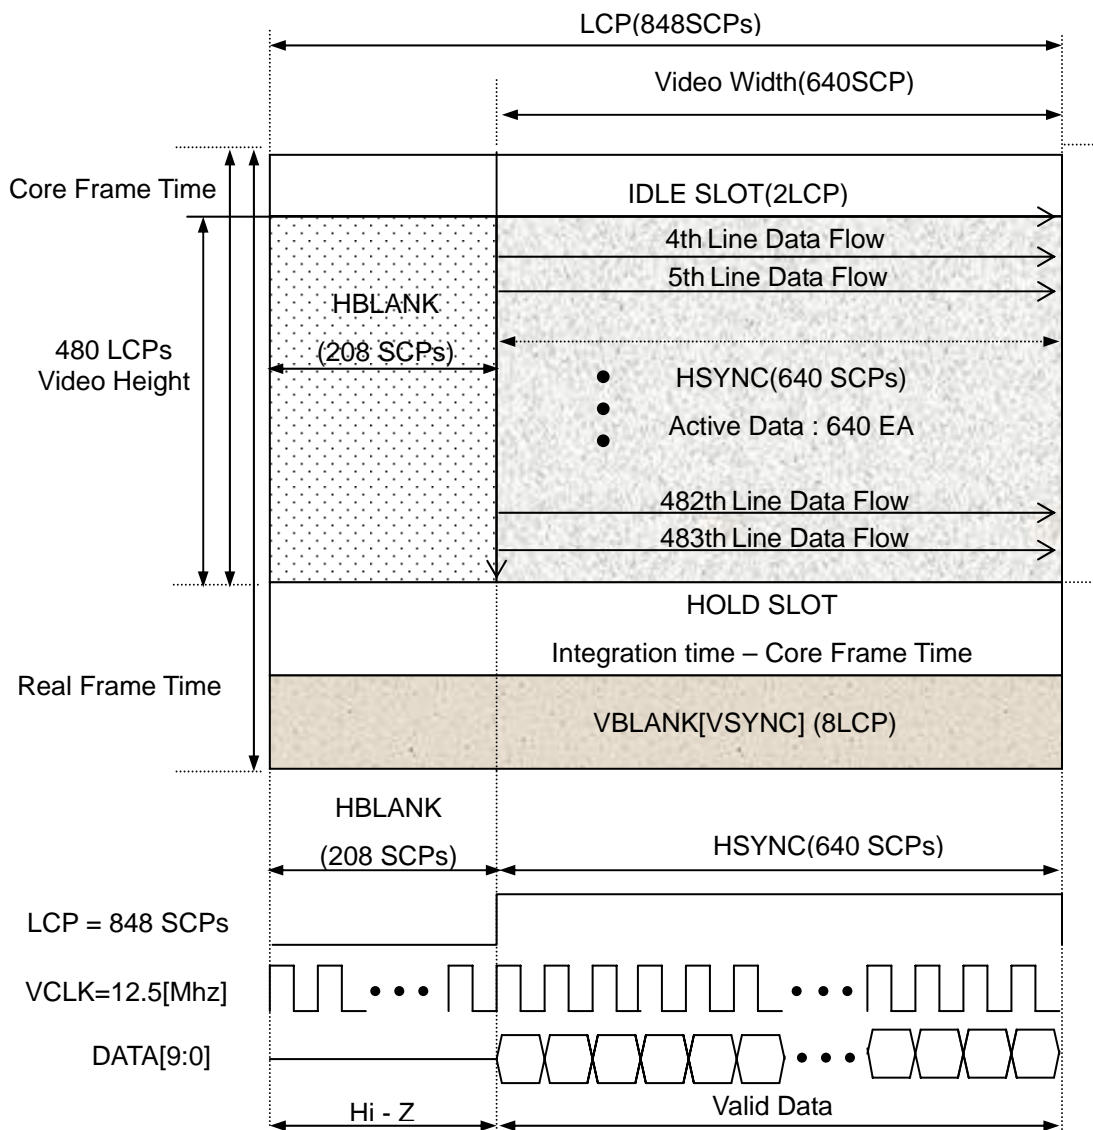 LCP(848SCPs)
Video Width(640SCP)
Core Frame Time
IDLE SLOT(2LCP)
4th Line Data Flow
5th Line Data Flow
HBLANK
(208 SCPs)
480 LCPs
Video Height
HSYNC(640 SCPs)
Active Data : 640 EA
482th Line Data Flow
483th Line Data Flow
HOLD SLOT
Integration time – Core Frame Time
Real Frame Time
VBLANK[VSYNC] (8LCP)
HBLANK
(208 SCPs)
HSYNC(640 SCPs)
LCP = 848 SCPs
VCLK=12.5[Mhz]
DATA[9:0]
Hi - Z
Valid Data